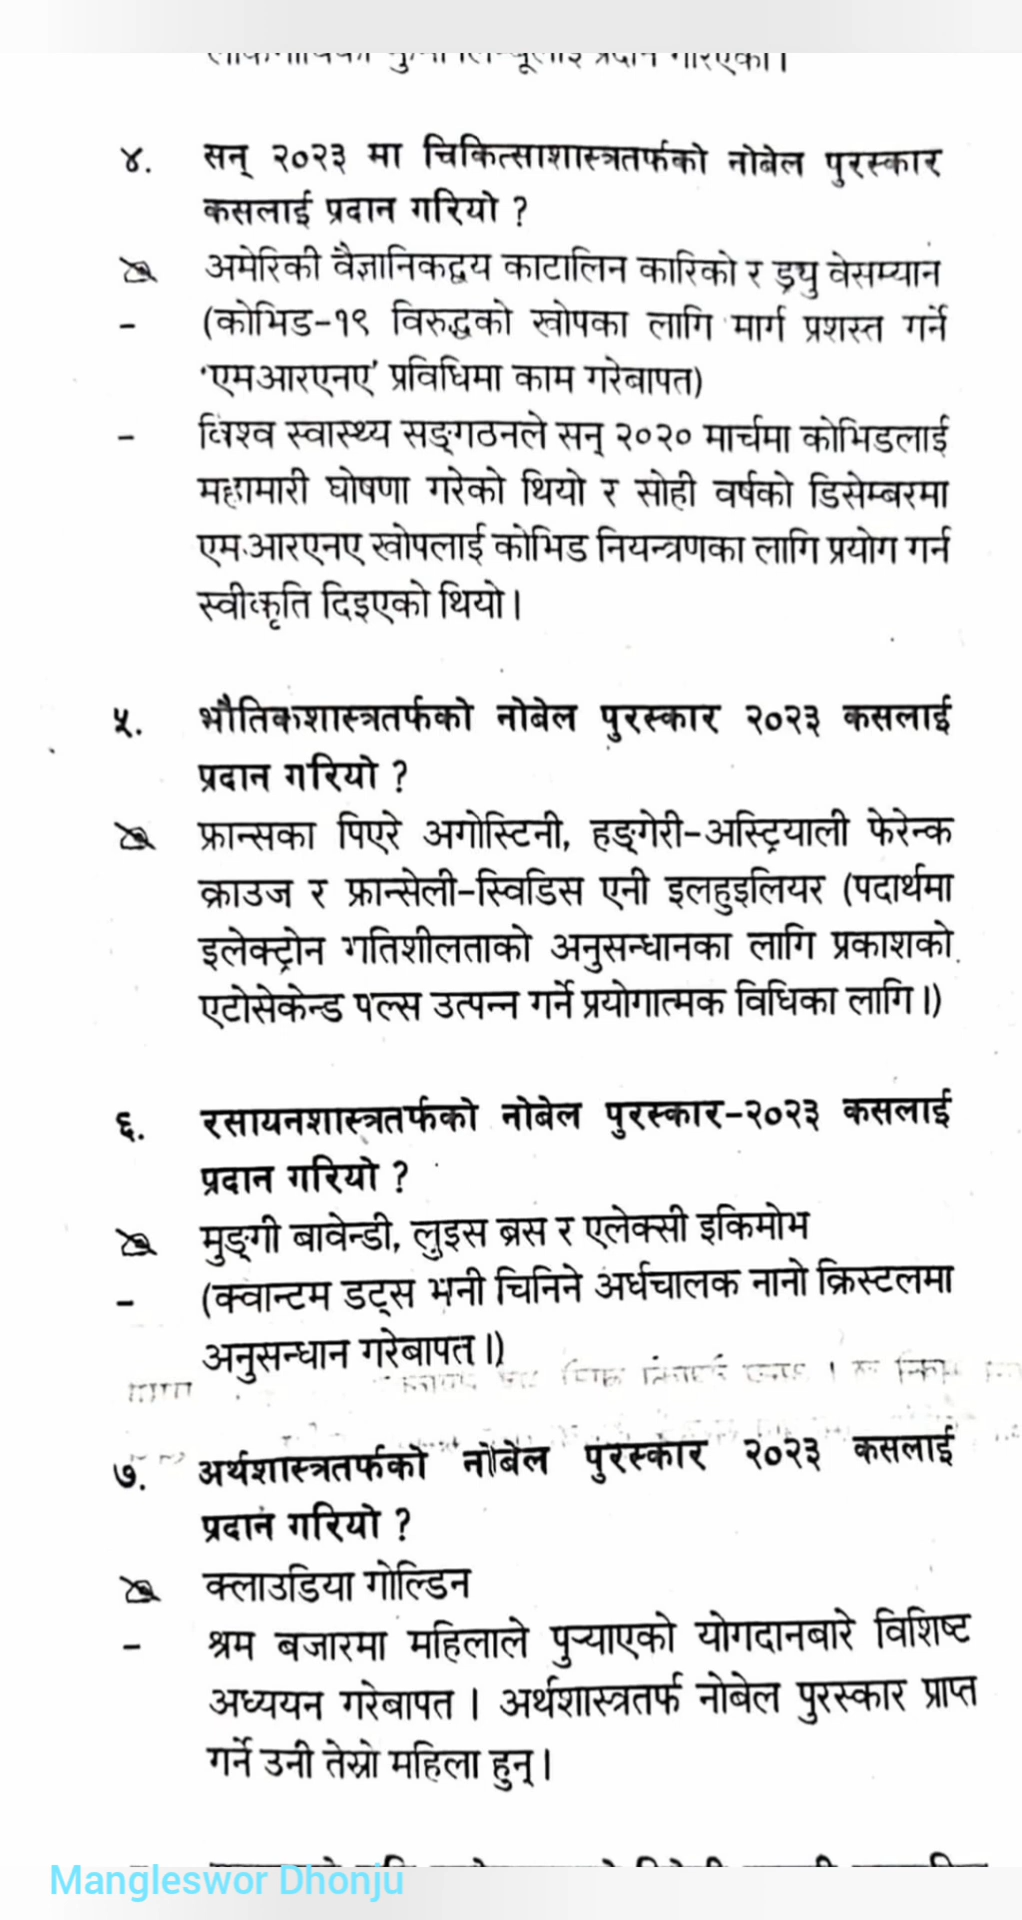 ४. सन् २०२३ मा चिकित्साशास्त्रतर्फको नोबेल पुरस्कार
कसलाई प्रदान गरियो ?
अमेरिकी वैज्ञानिकद्वय काटालिन कारिको र ड्रयु वेसम्यान
- (कोभिड-१९ विरुद्धको खोपका लागि मार्ग प्रशस्त गर्ने
'एमआरएनए' प्रविधिमा काम गरेबापत)
- विश्व स्वास्थ्य सङ्गठनले सन् २०२० मार्चमा कोभिडलाई
महामारी घोषणा गरेको थियो र सोही वर्षको डिसेम्बरमा
एमआरएनए खोपलाई कोभिड नियन्त्रणका लागि प्रयोग गर्न
स्वीकृति दिइएको थियो।
५. भौतिकशास्त्रतर्फको नोबेल पुरस्कार २०२३ कसलाई
प्रदान गरियो ?
फ्रान्सका पिएरे अगोस्टिनी, हङ्गेरी-अस्ट्रियाली फेरेन्क
क्राउज र फ्रान्सेली-स्विडिस एनी इलहुइलियर (पदार्थमा
इलेक्ट्रोन गतिशीलताको अनुसन्धानका लागि प्रकाशको
एटोसेकेन्ड पल्स उत्पन्न गर्ने प्रयोगात्मक विधिका लागि।)
६. रसायनशास्त्रतर्फको नोबेल पुरस्कार-२०२३ कसलाई
प्रदान गरियो ?
मुङ्गी बावेन्डी, लुइस ब्रस र एलेक्सी इकिमोभ
- (क्वान्टम डट्स भनी चिनिने अर्धचालक नानो क्रिस्टलमा
अनुसन्धान गरेबापत।)
७. अर्थशास्त्रतर्फको नोबेल पुरस्कार २०२३ कसलाई
प्रदान गरियो ?
क्लाउडिया गोल्डिन
- श्रम बजारमा महिलाले पुऱ्याएको योगदानबारे विशिष्ट
अध्ययन गरेबापत । अर्थशास्त्रतर्फ नोबेल पुरस्कार प्राप्त
गर्ने उनी तेस्रो महिला हुन्।
Mangleswor Dhonju